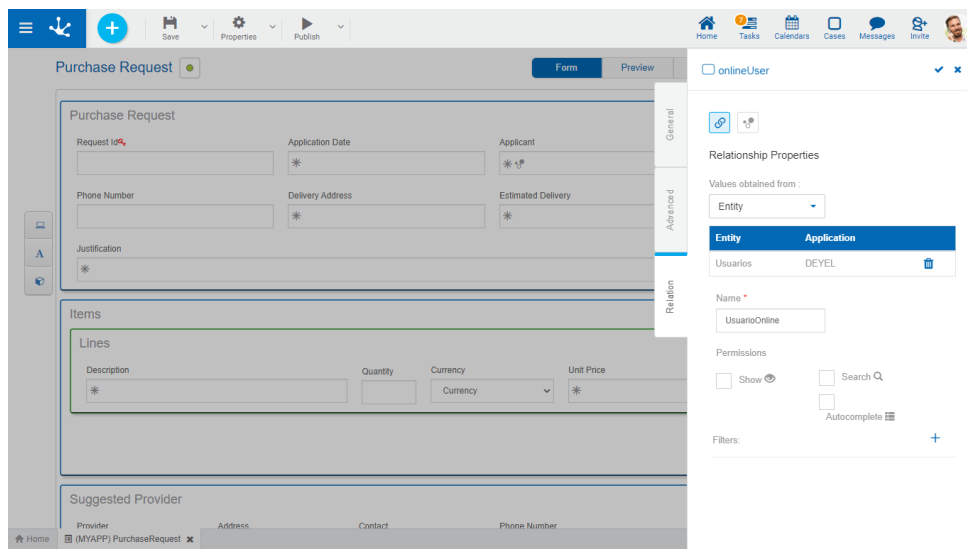 Save
Properties
Publish
Home
7
Tasks
Calendars
Cases
Messages
Invite
Purchase Request
Form
Preview
onlineUser
General
Advanced
Relation
Purchase Request
Request Id
Application Date
Applicant
Phone Number
Delivery Address
Estimated Delivery
Justification
A
Items
Lines
Description
Quantity
Currency
Unit Price
Currency
Suggested Provider
Provider
Address
Contact
Phone Number
Relationship Properties
Values obtained from :
Entity
Entity Application
Usuarios DEYEL
Name *
UsuarioOnline
Permissions
Show
Search
Autocomplete
Filters:
Home
(MYAPP) PurchaseRequest